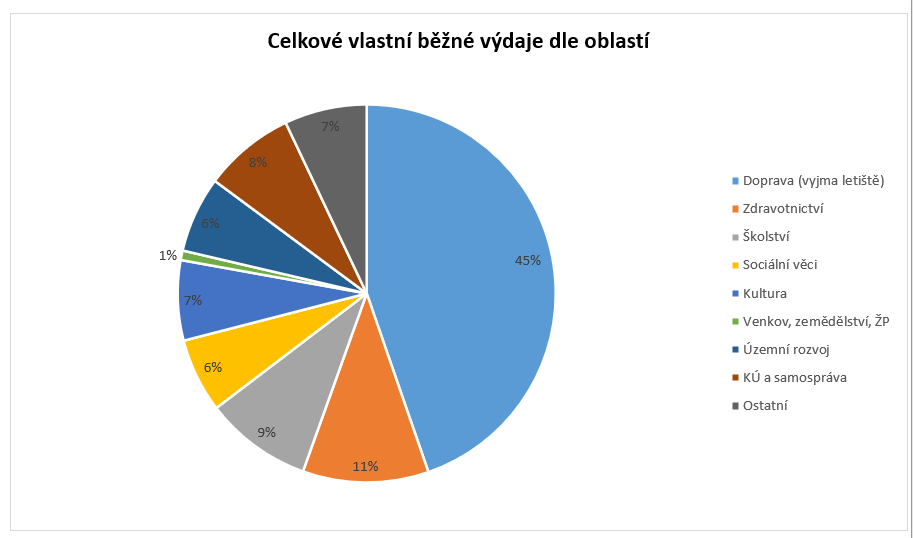 Celkové vlastní běžné výdaje dle oblastí
7%
8%
6%
1%
7%
6%
9%
11%
45%
Doprava (vyjma letiště)
Zdravotnictví
Školství
Sociální věci
Kultura
Venkov, zemědělství, ŽP
Územní rozvoj
KÚ a samospráva
Ostatní